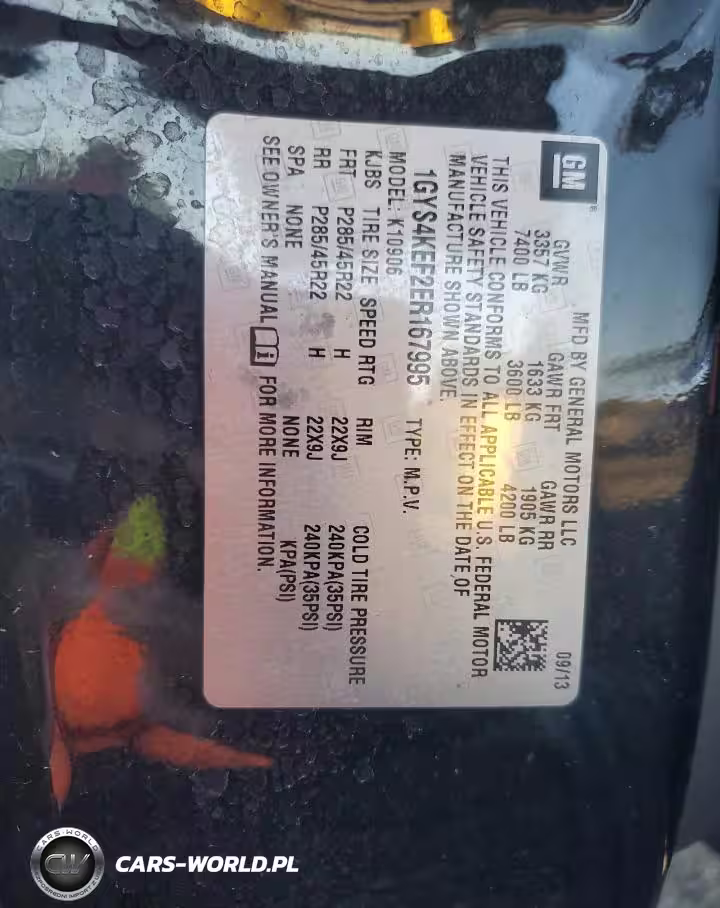 GM®
MFD BY GENERAL MOTORS LLC 09/13
GVWR GAWR FRT GAWR RR
3357 KG 1633 KG 1905 KG
7400 LB 3600 LB 4200 LB
THIS VEHICLE CONFORMS TO ALL APPLICABLE U.S. FEDERAL MOTOR
VEHICLE SAFETY STANDARDS IN EFFECT ON THE DATE OF
MANUFACTURE SHOWN ABOVE.
1GYS4KEF2ER167995 TYPE: M.P.V.
MODEL: K10906
KJBS TIRE SIZE SPEED RTG RIM COLD TIRE PRESSURE
FRT P285/45R22 H 22X9J 240KPA(35PSI)
RR P285/45R22 H 22X9J 240KPA(35PSI)
SPA NONE NONE KPA(PSI)
SEE OWNER'S MANUAL FOR MORE INFORMATION.
CARS-WORLD
CW
CARS-WORLD.PL